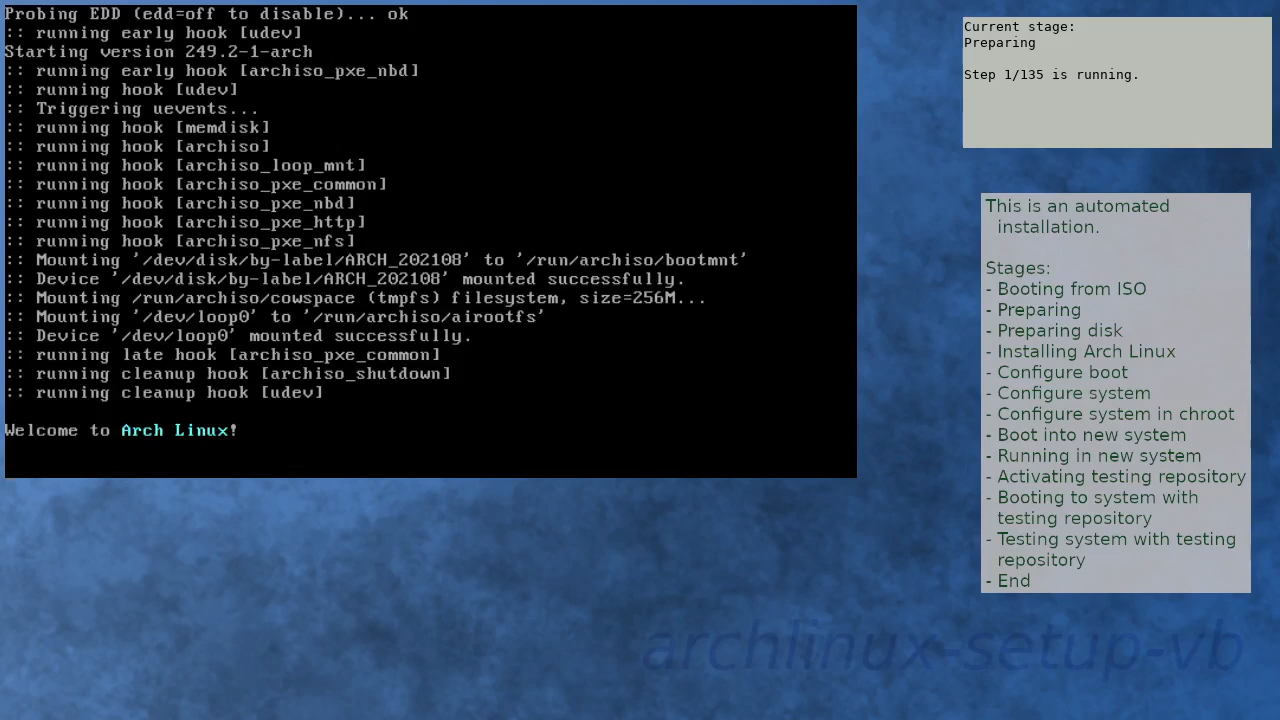 Probing EDD (edd=off to disable)... ok
:: running early hook [udev]
Starting version 249.2-1-arch
:: running early hook [archiso_pxe_nbd]
:: running hook [udev]
:: Triggering uevents...
:: running hook [memdisk]
:: running hook [archiso]
:: running hook [archiso_loop_mnt]
:: running hook [archiso_pxe_common]
:: running hook [archiso_pxe_nbd]
:: running hook [archiso_pxe_http]
:: running hook [archiso_pxe_nfs]
:: Mounting '/dev/disk/by-label/ARCH_202108' to '/run/archiso/bootmnt'
:: Device '/dev/disk/by-label/ARCH_202108' mounted successfully.
:: Mounting /run/archiso/cowspace (tmpfs) filesystem, size=256M...
:: Mounting '/dev/loop0' to '/run/archiso/airootfs'
:: Device '/dev/loop0' mounted successfully.
:: running late hook [archiso_pxe_common]
:: running cleanup hook [archiso_shutdown]
:: running cleanup hook [udev]
Welcome to Arch Linux!
Current stage:
Preparing
Step 1/135 is running.
This is an automated
installation.
Stages:
- Booting from ISO
- Preparing
- Preparing disk
- Installing Arch Linux
- Configure boot
- Configure system
- Configure system in chroot
- Boot into new system
- Running in new system
- Activating testing repository
- Booting to system with
testing repository
- Testing system with testing
repository
- End
archlinux-setup-vb